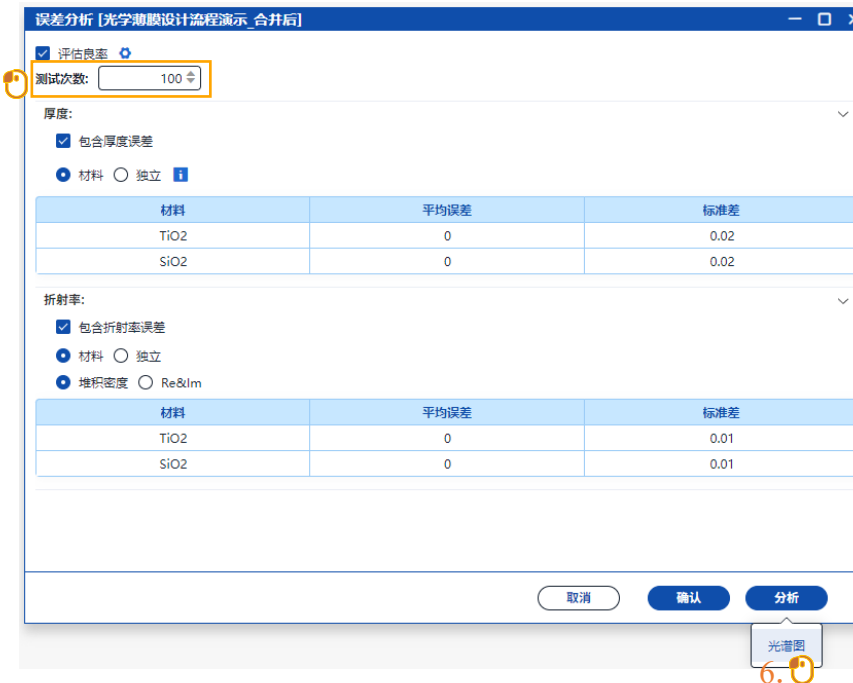 误差分析 [光学薄膜设计流程演示_合并后]
评估良率
测试次数: 100
厚度:
包含厚度误差
材料 独立 i
材料 平均误差 标准差
TiO2 0 0.02
SiO2 0 0.02
折射率:
包含折射率误差
材料 独立
堆积密度 Re&Im
材料 平均误差 标准差
TiO2 0 0.01
SiO2 0 0.01
取消 确认 分析
光谱图
6.